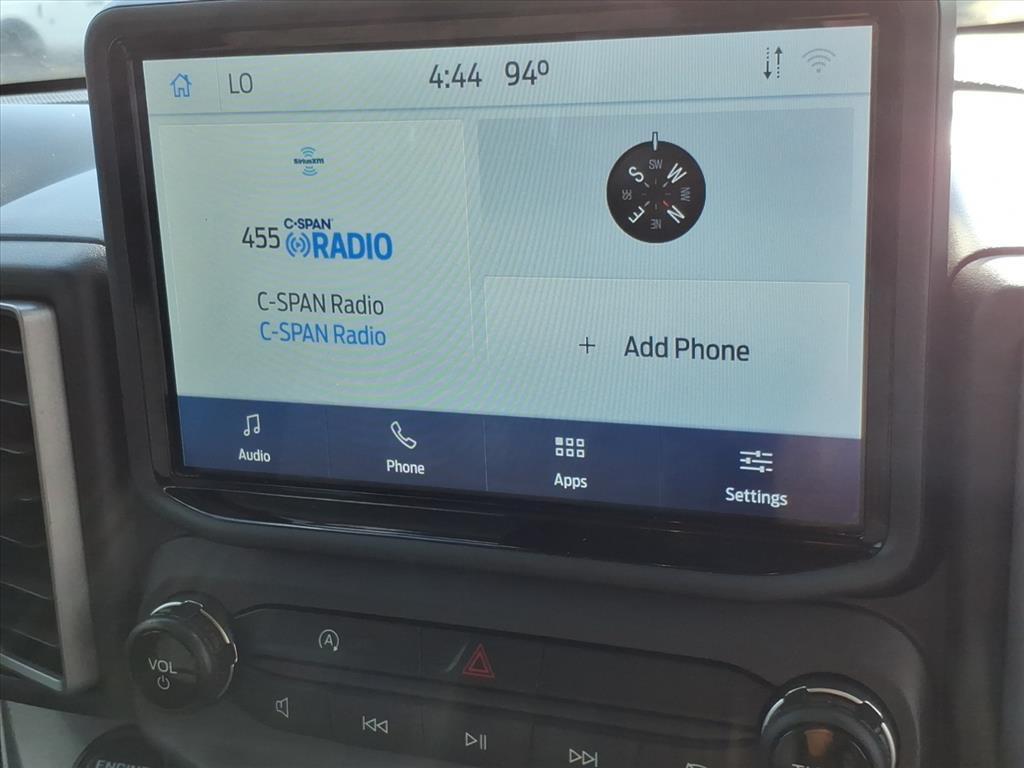 LO
4:44 94°
SiriusXM
455 C-SPAN RADIO
C-SPAN Radio
C-SPAN Radio
SW
S W
SE NW
E N
NE
+ Add Phone
Audio
Phone
Apps
Settings
A
VOL
ENGINE